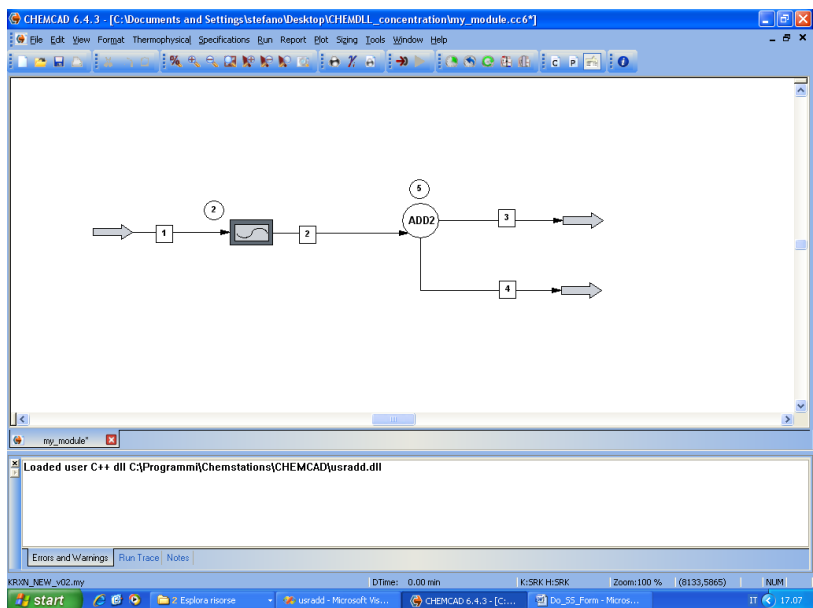 CHEMCAD 6.4.3 - [C:\Documents and Settings\stefano\Desktop\CHEMDLL_concentration\my_module.cc6*]
File Edit View Format Thermophysical Specifications Run Report Plot Sizing Tools Window Help
C P
5
2
ADD2
3
1
2
4
my_module*
Loaded user C++ dll C:\Programmi\Chemstations\CHEMCAD\usradd.dll
Errors and Warnings Run Trace Notes
KRXN_NEW_v02.my DTime: 0.00 min K:SRK H:SRK Zoom:100 % (8133,5865) NUM
start 2 Esplora risorse usradd - Microsoft Vis... CHEMCAD 6.4.3 - [C:... Do_55_Form - Micros... IT 17.07